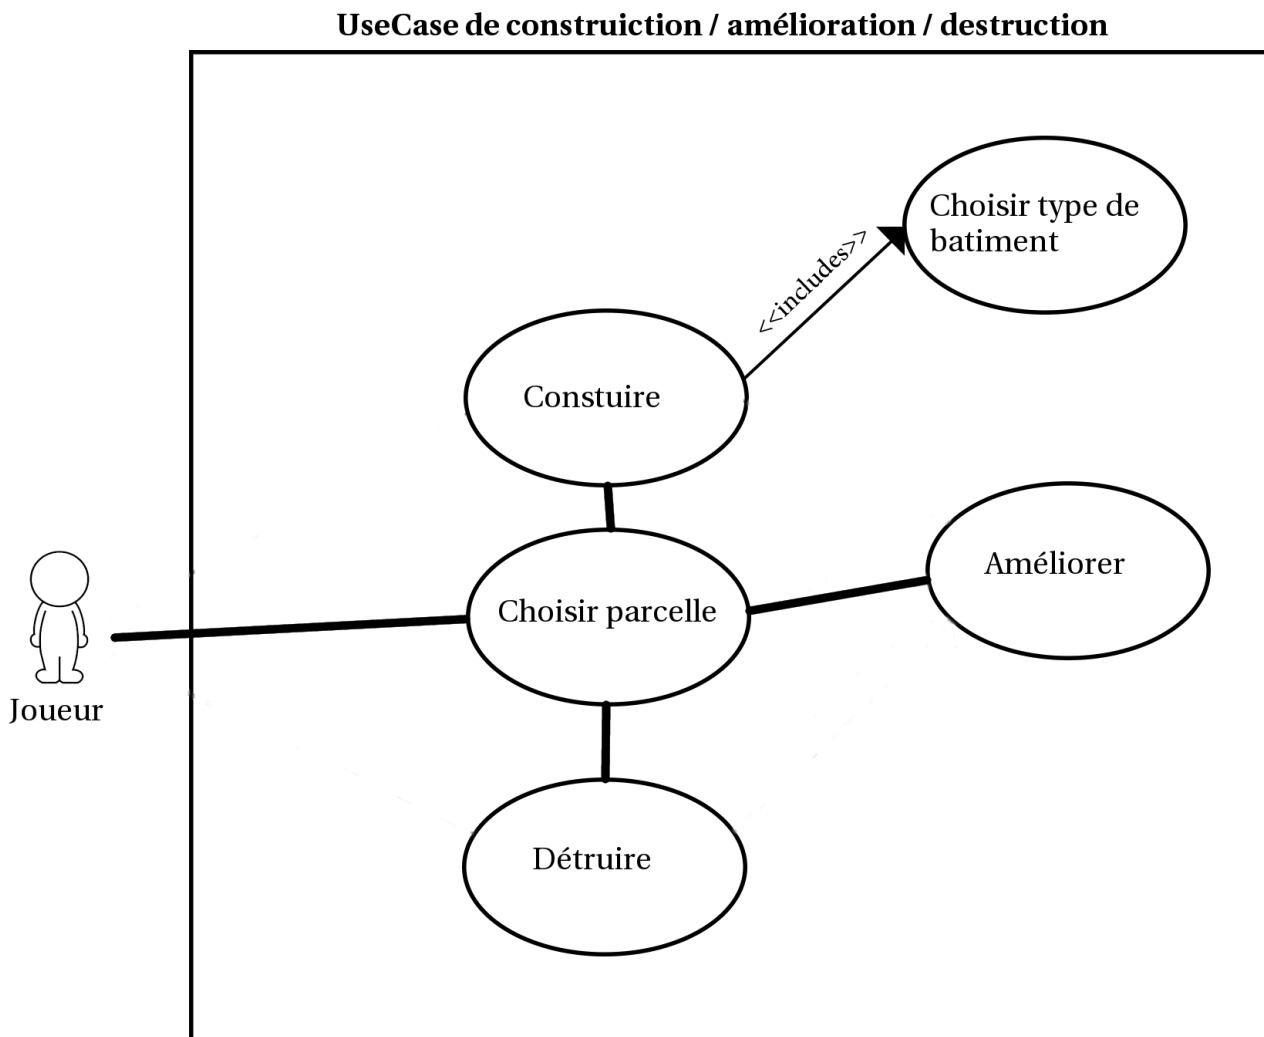 UseCase de construiction / amélioration / destruction
Choisir type de
batiment
<<includes>>
Constuire
Améliorer
Choisir parcelle
Joueur
Détruire